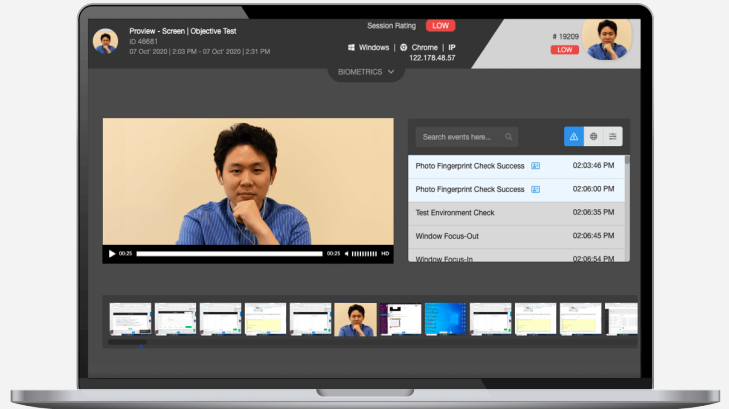 Proview - Screen | Objective Test
ID 46681
07 Oct' 2020 | 2:03 PM - 07 Oct' 2020 | 2:31 PM
Session Rating LOW
Windows | Chrome | IP
122.178.48.57
# 19209
LOW
BIOMETRICS
Search events here...
Photo Fingerprint Check Success 02:03:46 PM
Photo Fingerprint Check Success 02:06:00 PM
Test Environment Check 02:06:35 PM
Window Focus-Out 02:06:45 PM
Window Focus-In 02:06:54 PM
00:25 00:25 HD